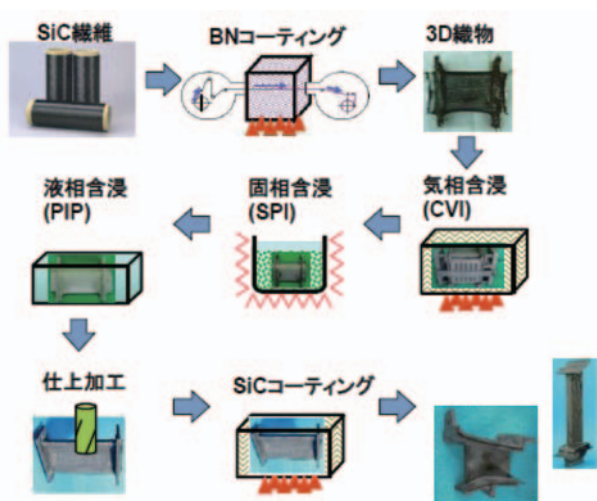 SiC繊維
BNコーティング
3D織物
気相含浸
(CVI)
固相含浸
(SPI)
液相含浸
(PIP)
仕上加工
SiCコーティング